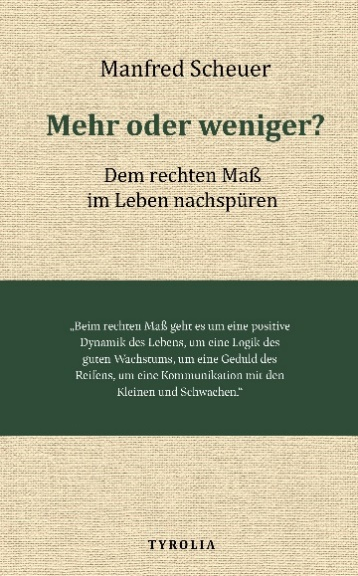 Manfred Scheuer
Mehr oder weniger?
Dem rechten Maß
im Leben nachspüren
„Beim rechten Maß geht es um eine positive
Dynamik des Lebens, um eine Logik des
guten Wachstums, um eine Geduld des
Reifens, um eine Kommunikation mit den
Kleinen und Schwachen.“
TYROLIA